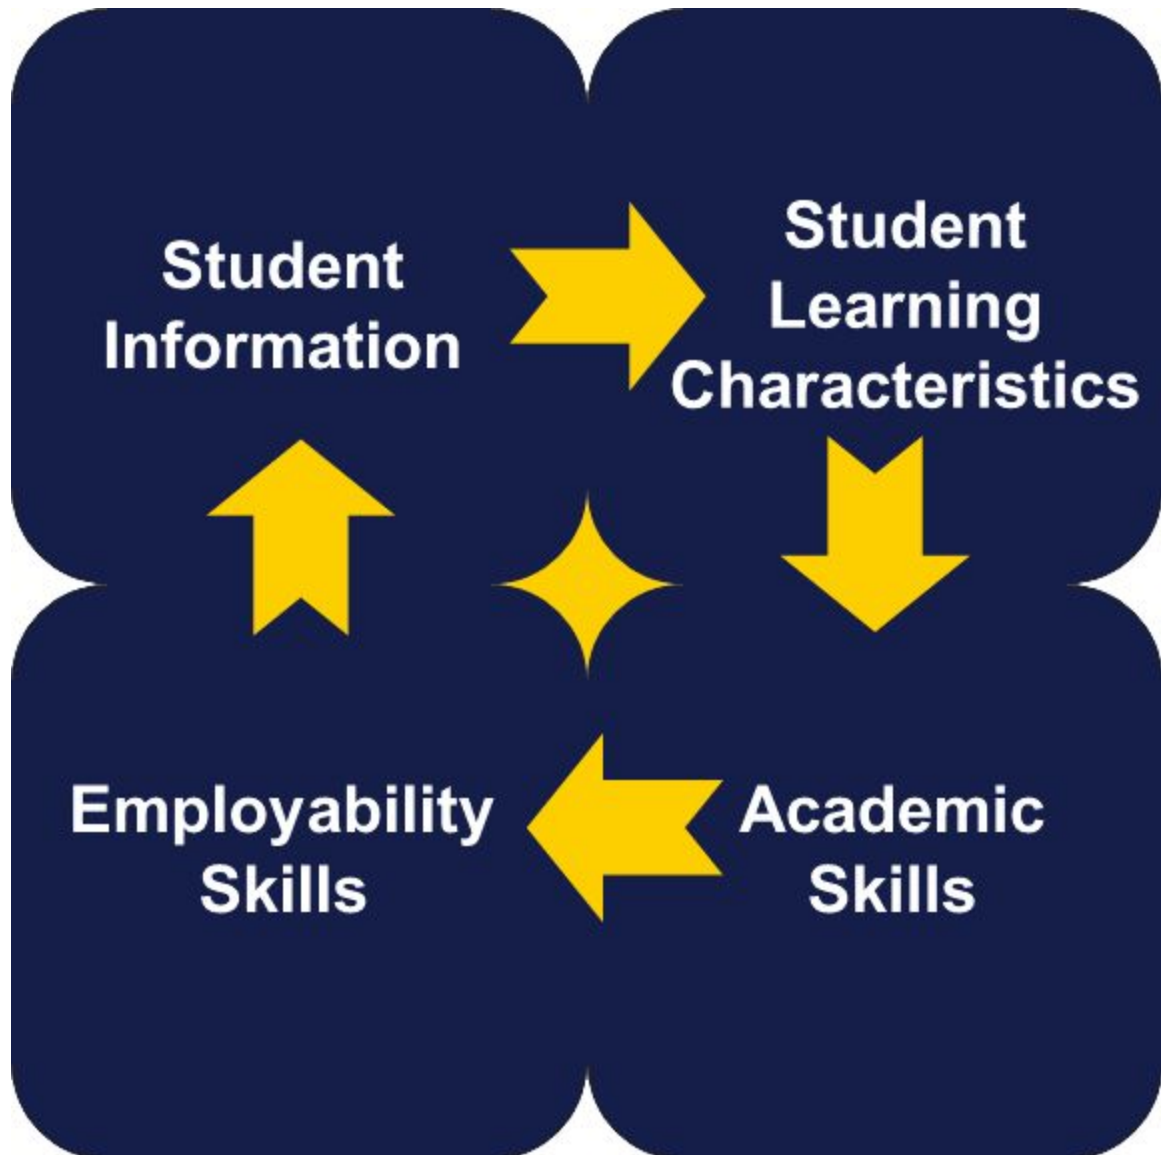 Student
Information
Student
Learning
Characteristics
Employability
Skills
Academic
Skills